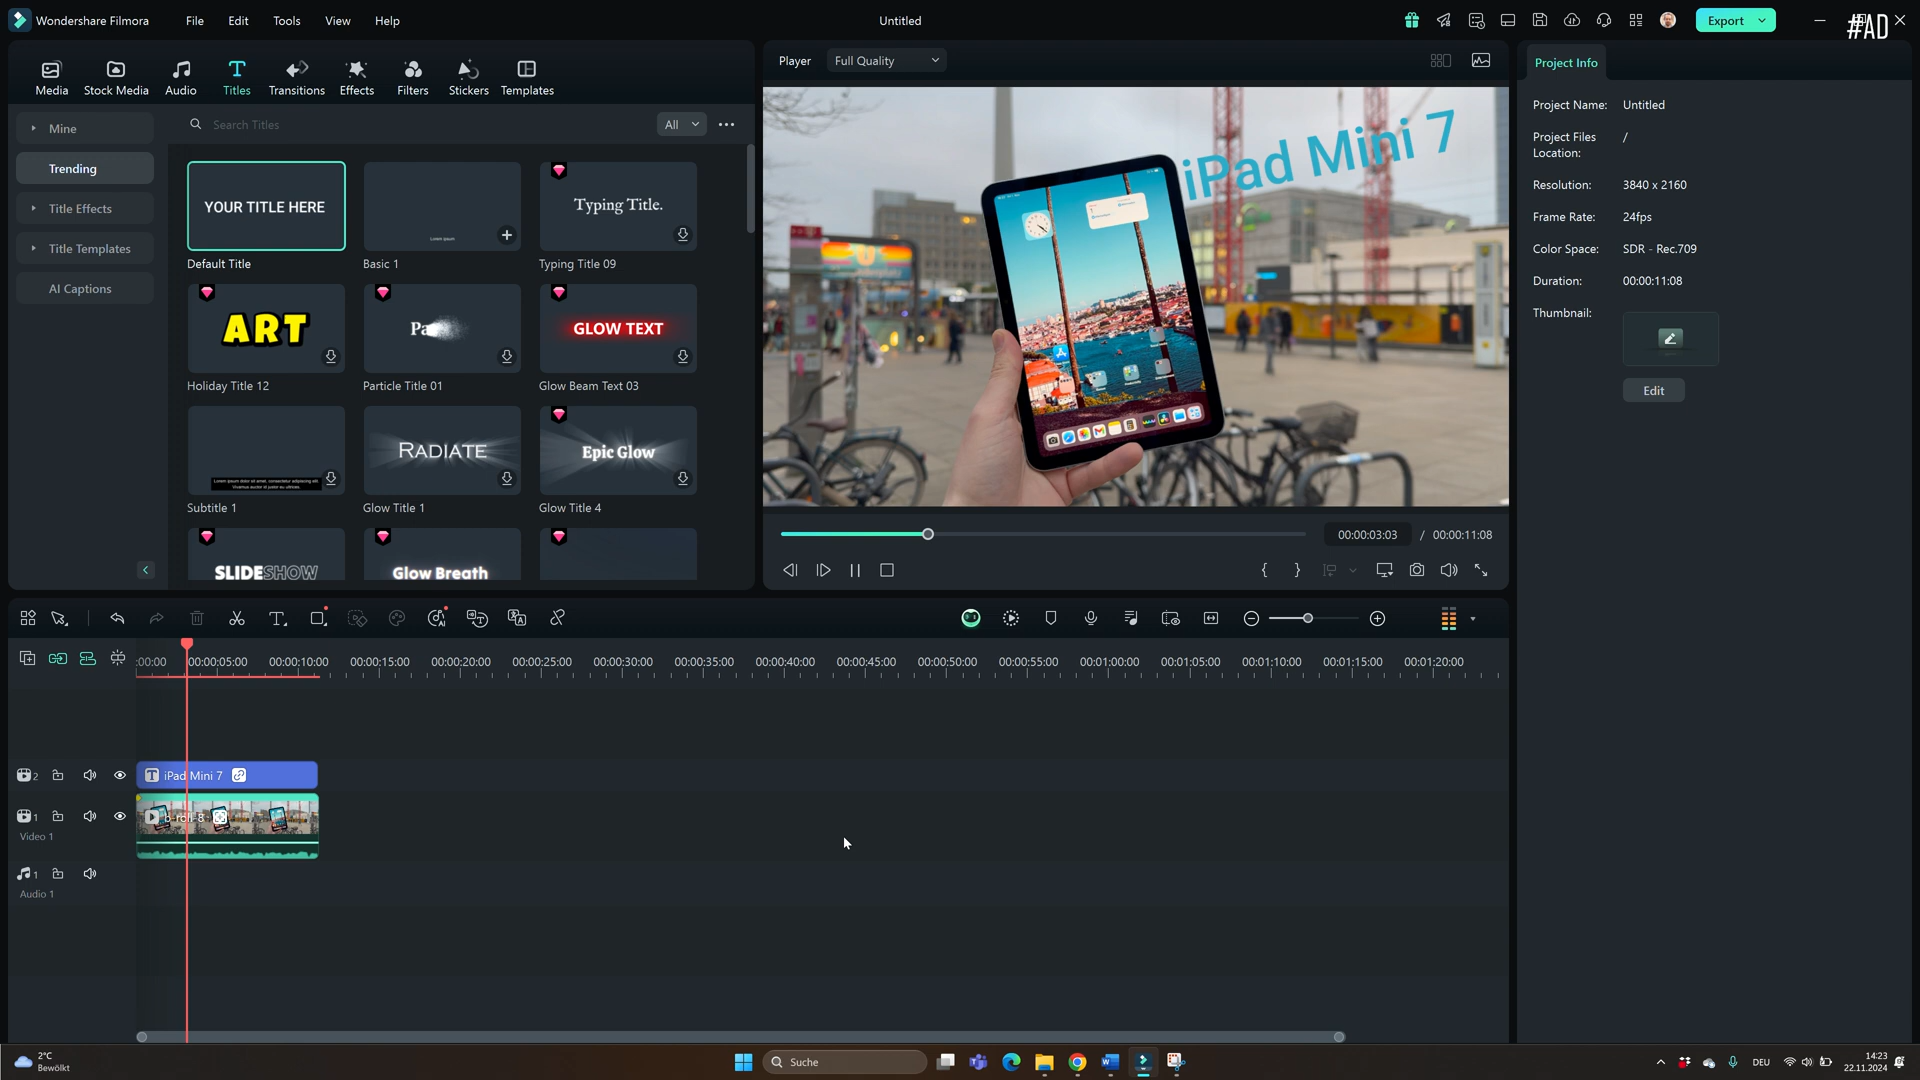 Wondershare Filmora
File
Edit
Tools
View
Help
Untitled
Export
#AD
Media
Stock Media
Audio
Titles
Transitions
Effects
Filters
Stickers
Templates
Player
Full Quality
Project Info
Mine
Trending
Title Effects
Title Templates
AI Captions
Search Titles
All
YOUR TITLE HERE
Default Title
Lorem ipsum
Basic 1
Typing Title.
Typing Title 09
ART
Holiday Title 12
Particle Title 01
GLOW TEXT
Glow Beam Text 03
Subtitle 1
RADIATE
Glow Title 1
Epic Glow
Glow Title 4
SLIDESHOW
Glow Breath
iPad Mini 7
00:00:03:03 / 00:00:11:08
Project Name: Untitled
Project Files Location: /
Resolution: 3840 x 2160
Frame Rate: 24fps
Color Space: SDR - Rec.709
Duration: 00:00:11:08
Thumbnail:
Edit
:00:00
00:00:05:00
00:00:10:00
00:00:15:00
00:00:20:00
00:00:25:00
00:00:30:00
00:00:35:00
00:00:40:00
00:00:45:00
00:00:50:00
00:00:55:00
00:01:00:00
00:01:05:00
00:01:10:00
00:01:15:00
00:01:20:00
2
iPad Mini 7
1
b-roll-8
Video 1
1
Audio 1
2°C
Bewölkt
Suche
DEU
14:23
22.11.2024